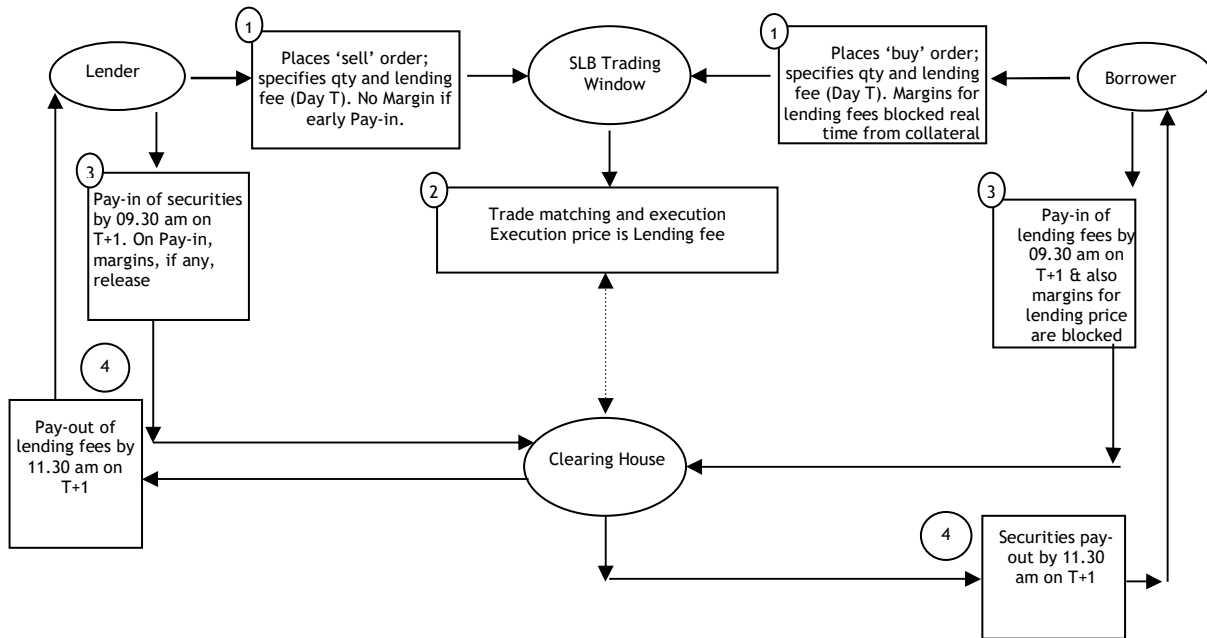 1
Places ‘sell’ order;
specifies qty and lending
fee (Day T). No Margin if
early Pay-in.
1
Places ‘buy’ order;
specifies qty and lending
fee (Day T). Margins for
lending fees blocked real
time from collateral
Lender
SLB Trading
Window
Borrower
3
Pay-in of securities
by 09.30 am on
T+1. On Pay-in,
margins, if any,
release
2
Trade matching and execution
Execution price is Lending fee
3
Pay-in of
lending fees by
09.30 am on
T+1 & also
margins for
lending price
are blocked
4
Pay-out of
lending fees by
11.30 am on
T+1
Clearing House
4
Securities pay-
out by 11.30
am on T+1